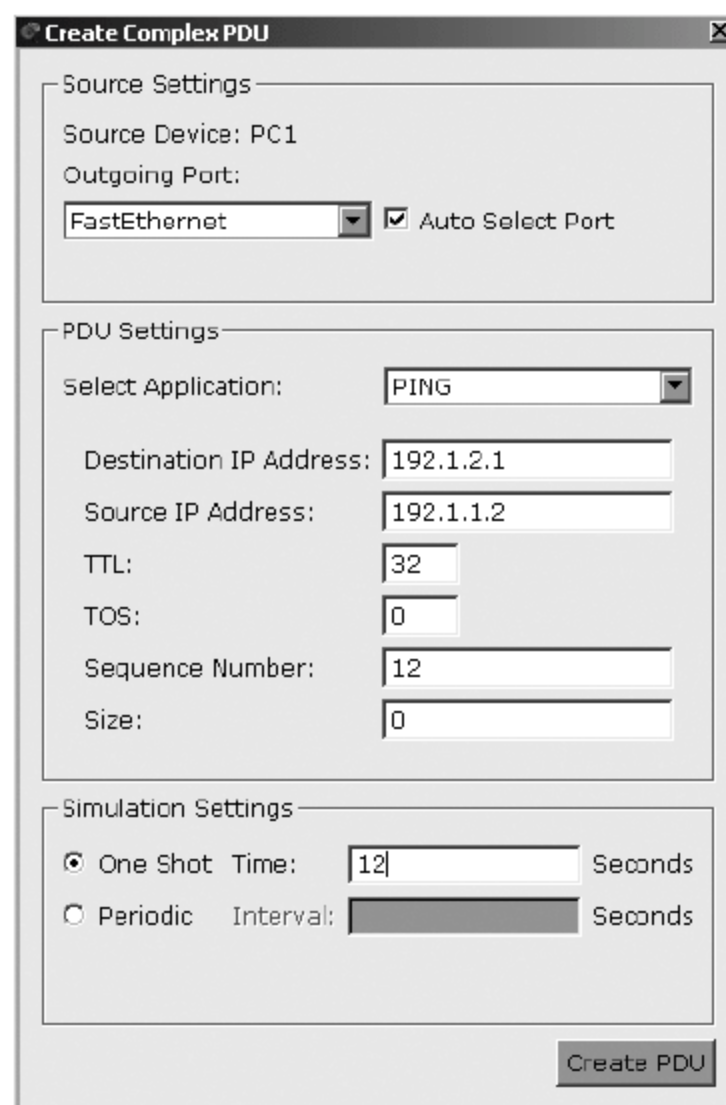 Create Complex PDU
Source Settings
Source Device: PC1
Outgoing Port:
FastEthernet Auto Select Port
PDU Settings
Select Application: PING
Destination IP Address: 192.1.2.1
Source IP Address: 192.1.1.2
TTL: 32
TOS: 0
Sequence Number: 12
Size: 0
Simulation Settings
One Shot Time: 12 Seconds
Periodic Interval: Seconds
Create PDU